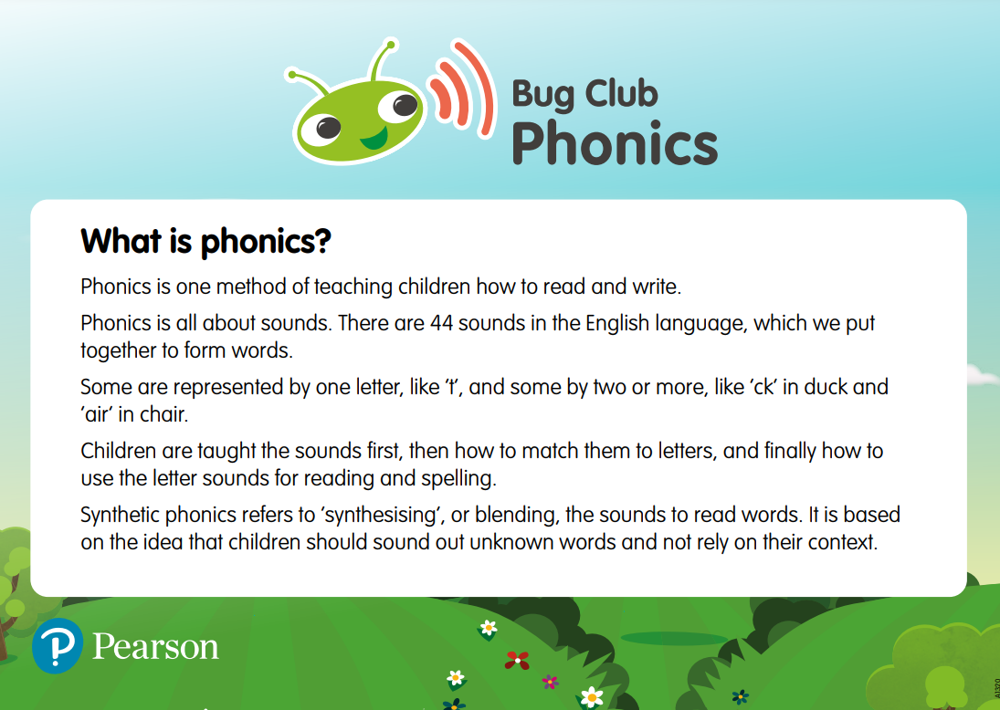 Bug Club
Phonics
What is phonics?
Phonics is one method of teaching children how to read and write.
Phonics is all about sounds. There are 44 sounds in the English language, which we put
together to form words.
Some are represented by one letter, like ‘t’, and some by two or more, like ‘ck’ in duck and
‘air’ in chair.
Children are taught the sounds first, then how to match them to letters, and finally how to
use the letter sounds for reading and spelling.
Synthetic phonics refers to ‘synthesising’, or blending, the sounds to read words. It is based
on the idea that children should sound out unknown words and not rely on their context.
Pearson